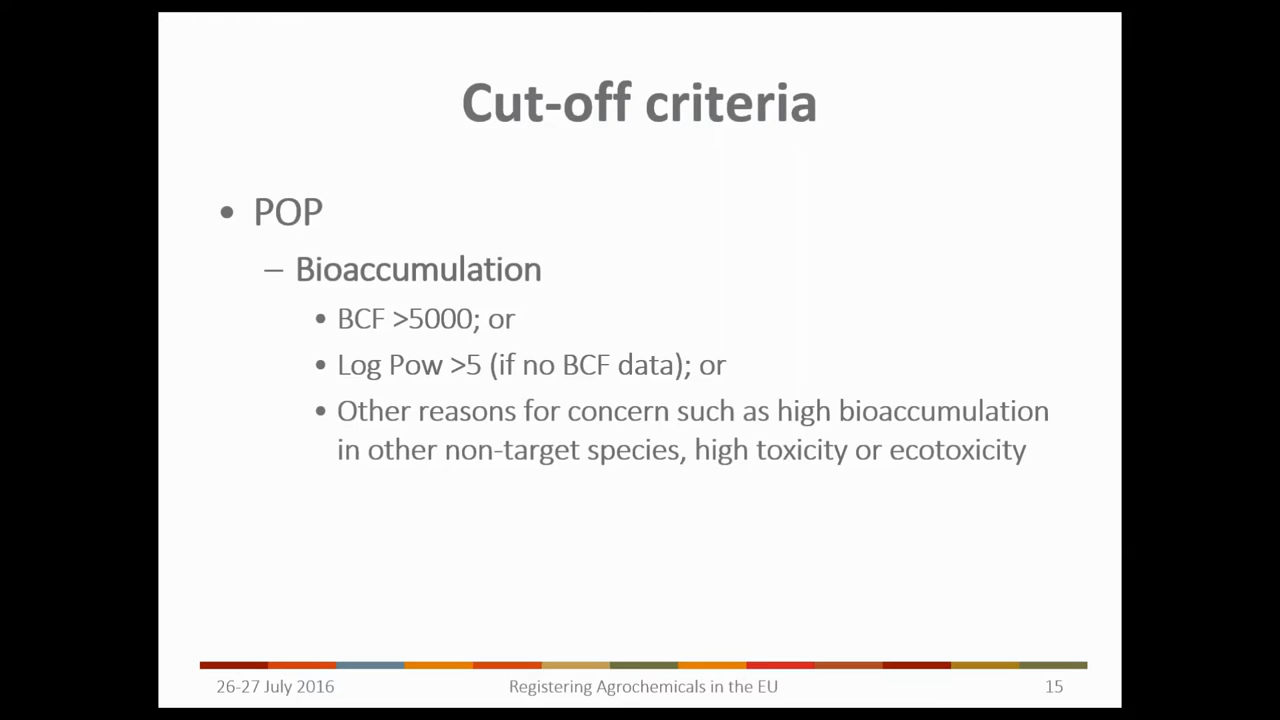 Cut-off criteria
• POP
– Bioaccumulation
• BCF >5000; or
• Log Pow >5 (if no BCF data); or
• Other reasons for concern such as high bioaccumulation
in other non-target species, high toxicity or ecotoxicity
26-27 July 2016
Registering Agrochemicals in the EU
15